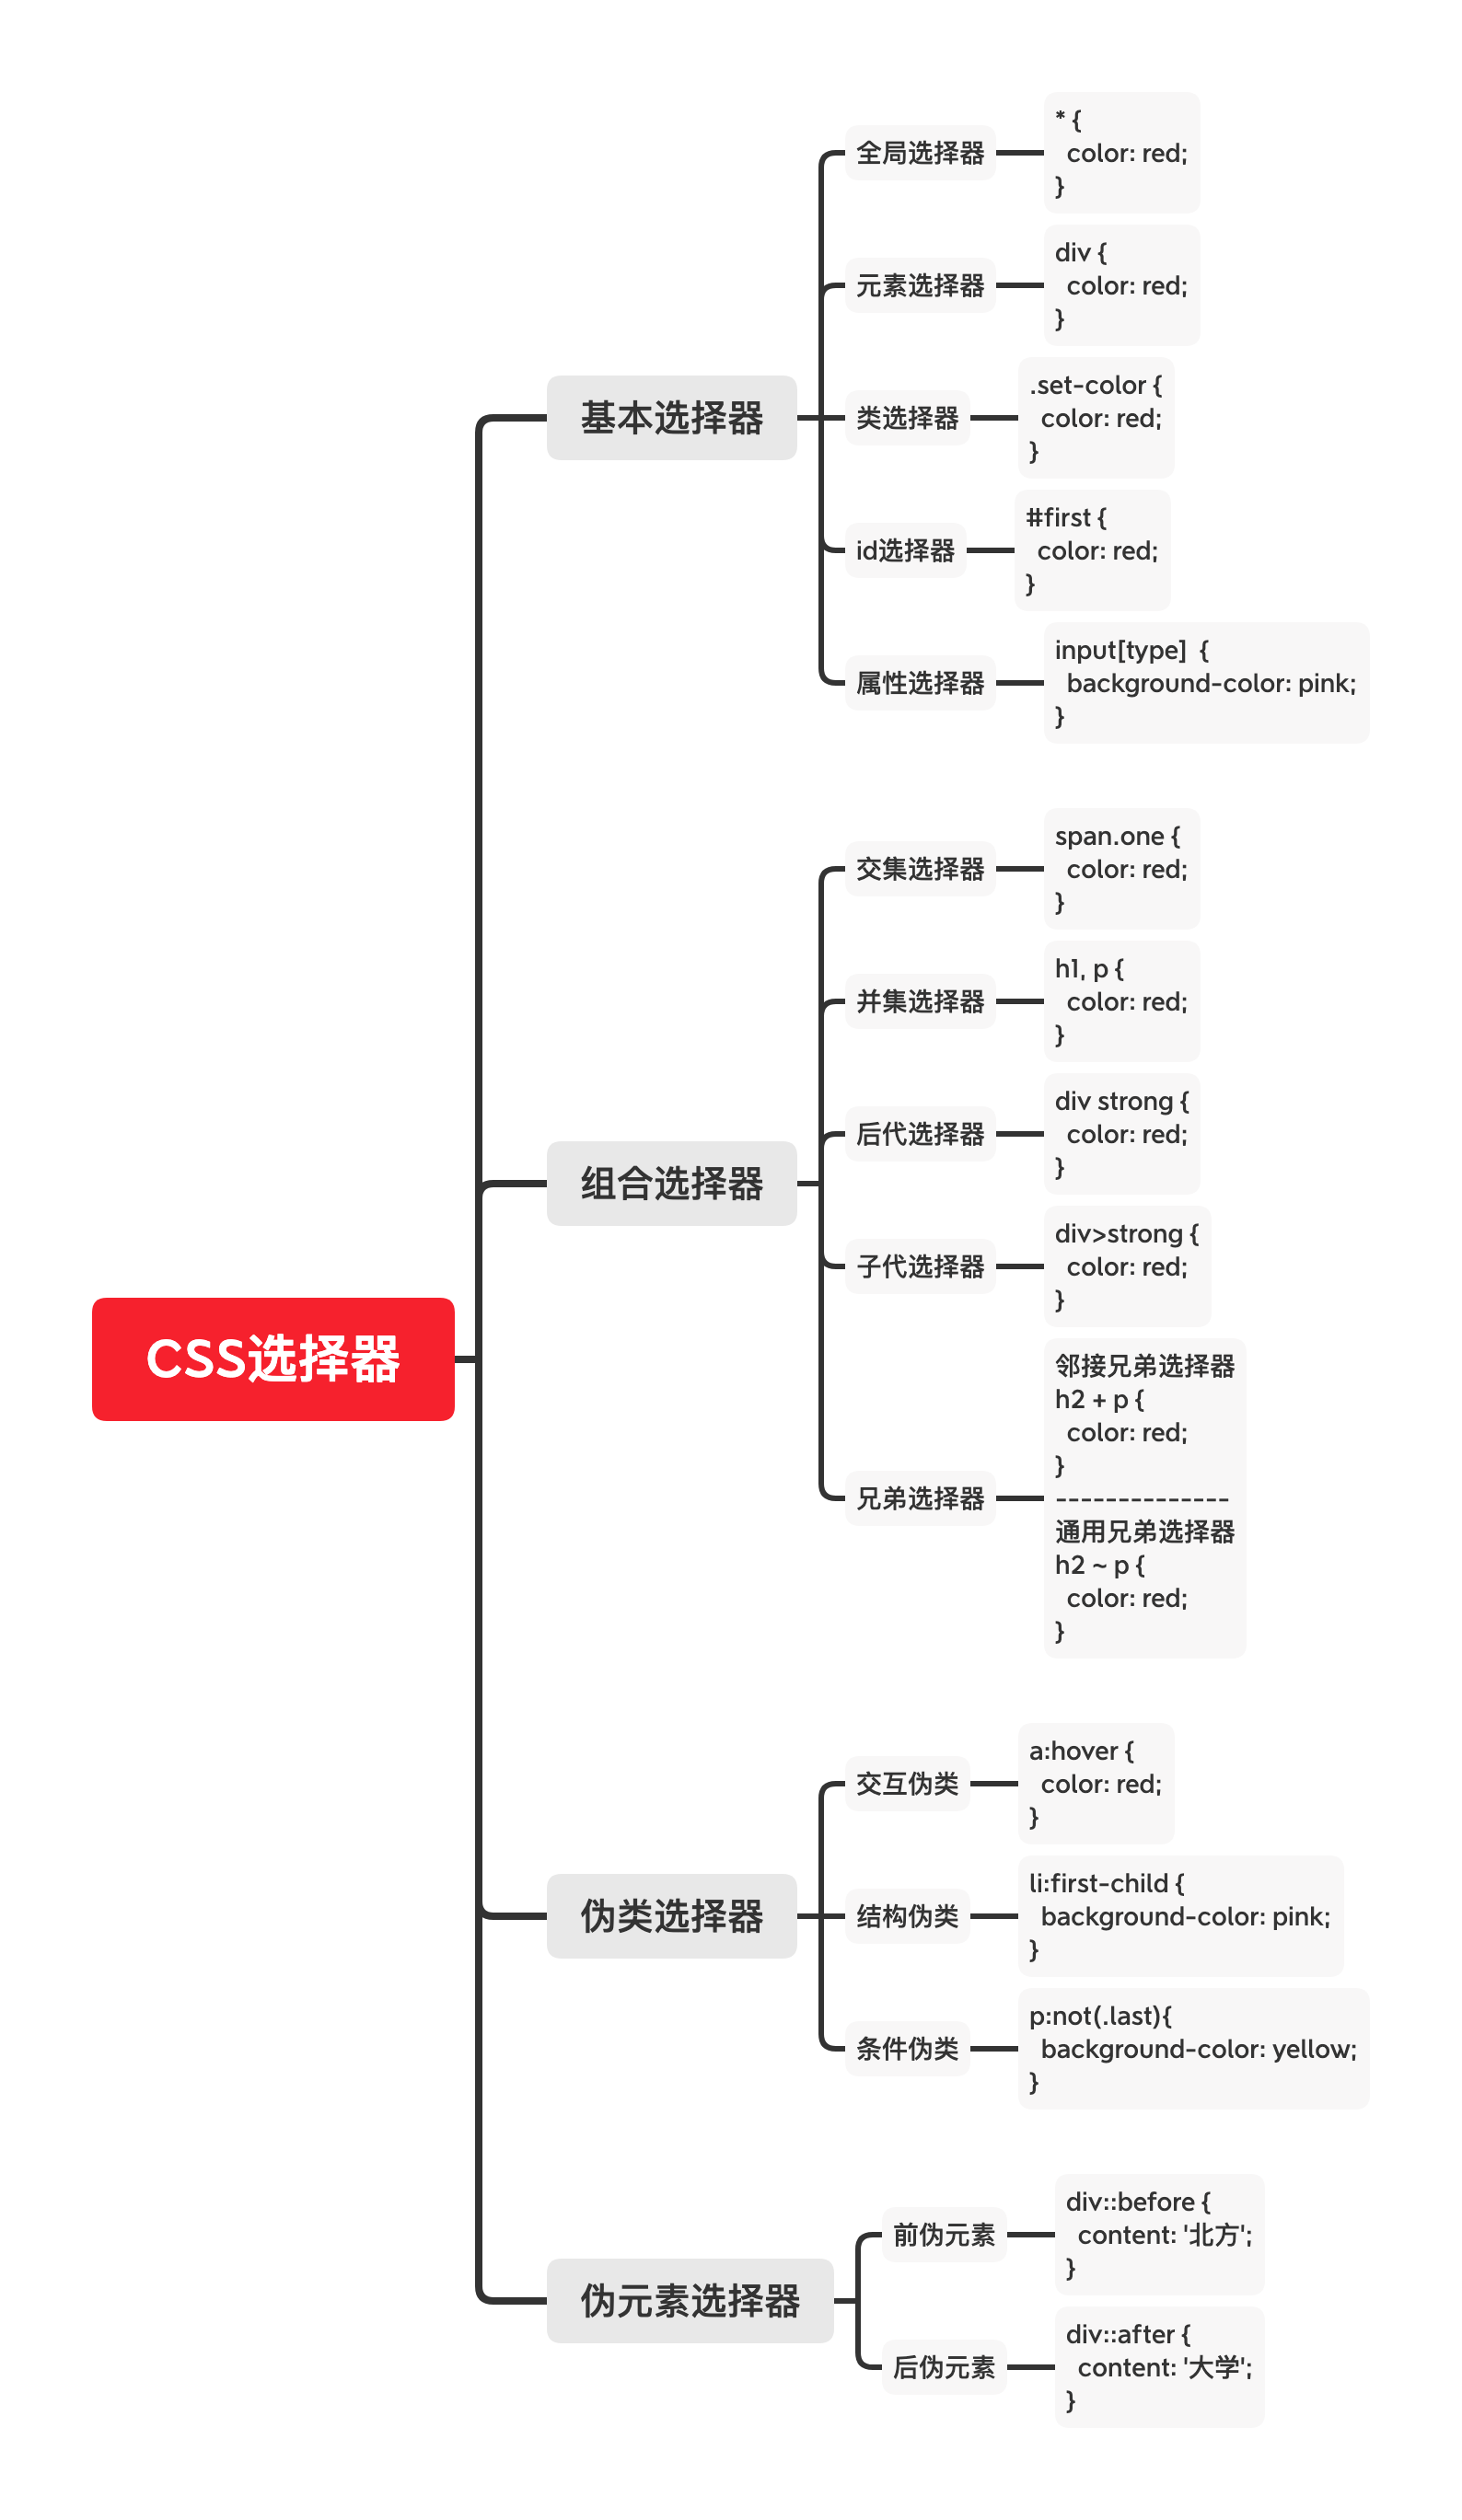 CSS选择器
基本选择器
全局选择器
* {
  color: red;
}
元素选择器
div {
  color: red;
}
类选择器
.set-color {
  color: red;
}
id选择器
#first {
  color: red;
}
属性选择器
input[type]  {
  background-color: pink;
}
组合选择器
交集选择器
span.one {
  color: red;
}
并集选择器
h1, p {
  color: red;
}
后代选择器
div strong {
  color: red;
}
子代选择器
div>strong {
  color: red;
}
兄弟选择器
邻接兄弟选择器
h2 + p {
  color: red;
}
--------------
通用兄弟选择器
h2 ~ p {
  color: red;
}
伪类选择器
交互伪类
a:hover {
  color: red;
}
结构伪类
li:first-child {
  background-color: pink;
}
条件伪类
p:not(.last){
  background-color: yellow;
}
伪元素选择器
前伪元素
div::before {
  content: '北方';
}
后伪元素
div::after {
  content: '大学';
}